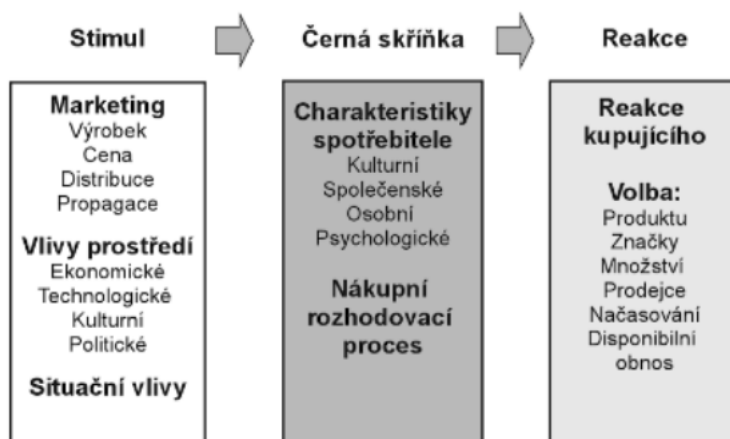 Stimul
Černá skříňka
Reakce
Marketing
Výrobek
Cena
Distribuce
Propagace
Vlivy prostředí
Ekonomické
Technologické
Kulturní
Politické
Situační vlivy
Charakteristiky
spotřebitele
Kulturní
Společenské
Osobní
Psychologické
Nákupní
rozhodovací
proces
Reakce
kupujícího
Volba:
Produktu
Značky
Množství
Prodejce
Načasování
Disponibilní
obnos